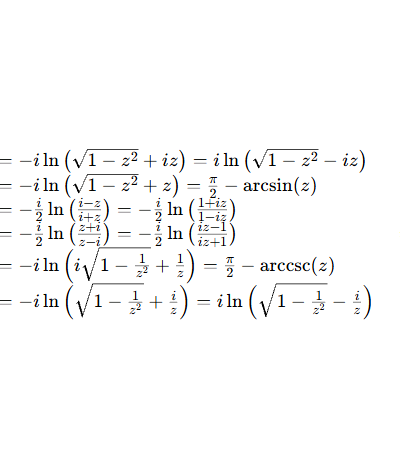 = −i ln (√(1 − z²) + iz) = i ln (√(1 − z²) − iz)
= −i ln (√(1 − z²) + z) = π/2 − arcsin(z)
= −i/2 ln ((i−z)/(i+z)) = −i/2 ln ((1+iz)/(1−iz))
= −i/2 ln ((z+i)/(z−i)) = −i/2 ln ((iz−1)/(iz+1))
= −i ln (i√(1 − 1/z²) + 1/z) = π/2 − arccsc(z)
= −i ln (√(1 − 1/z²) + i/z) = i ln (√(1 − 1/z²) − i/z)